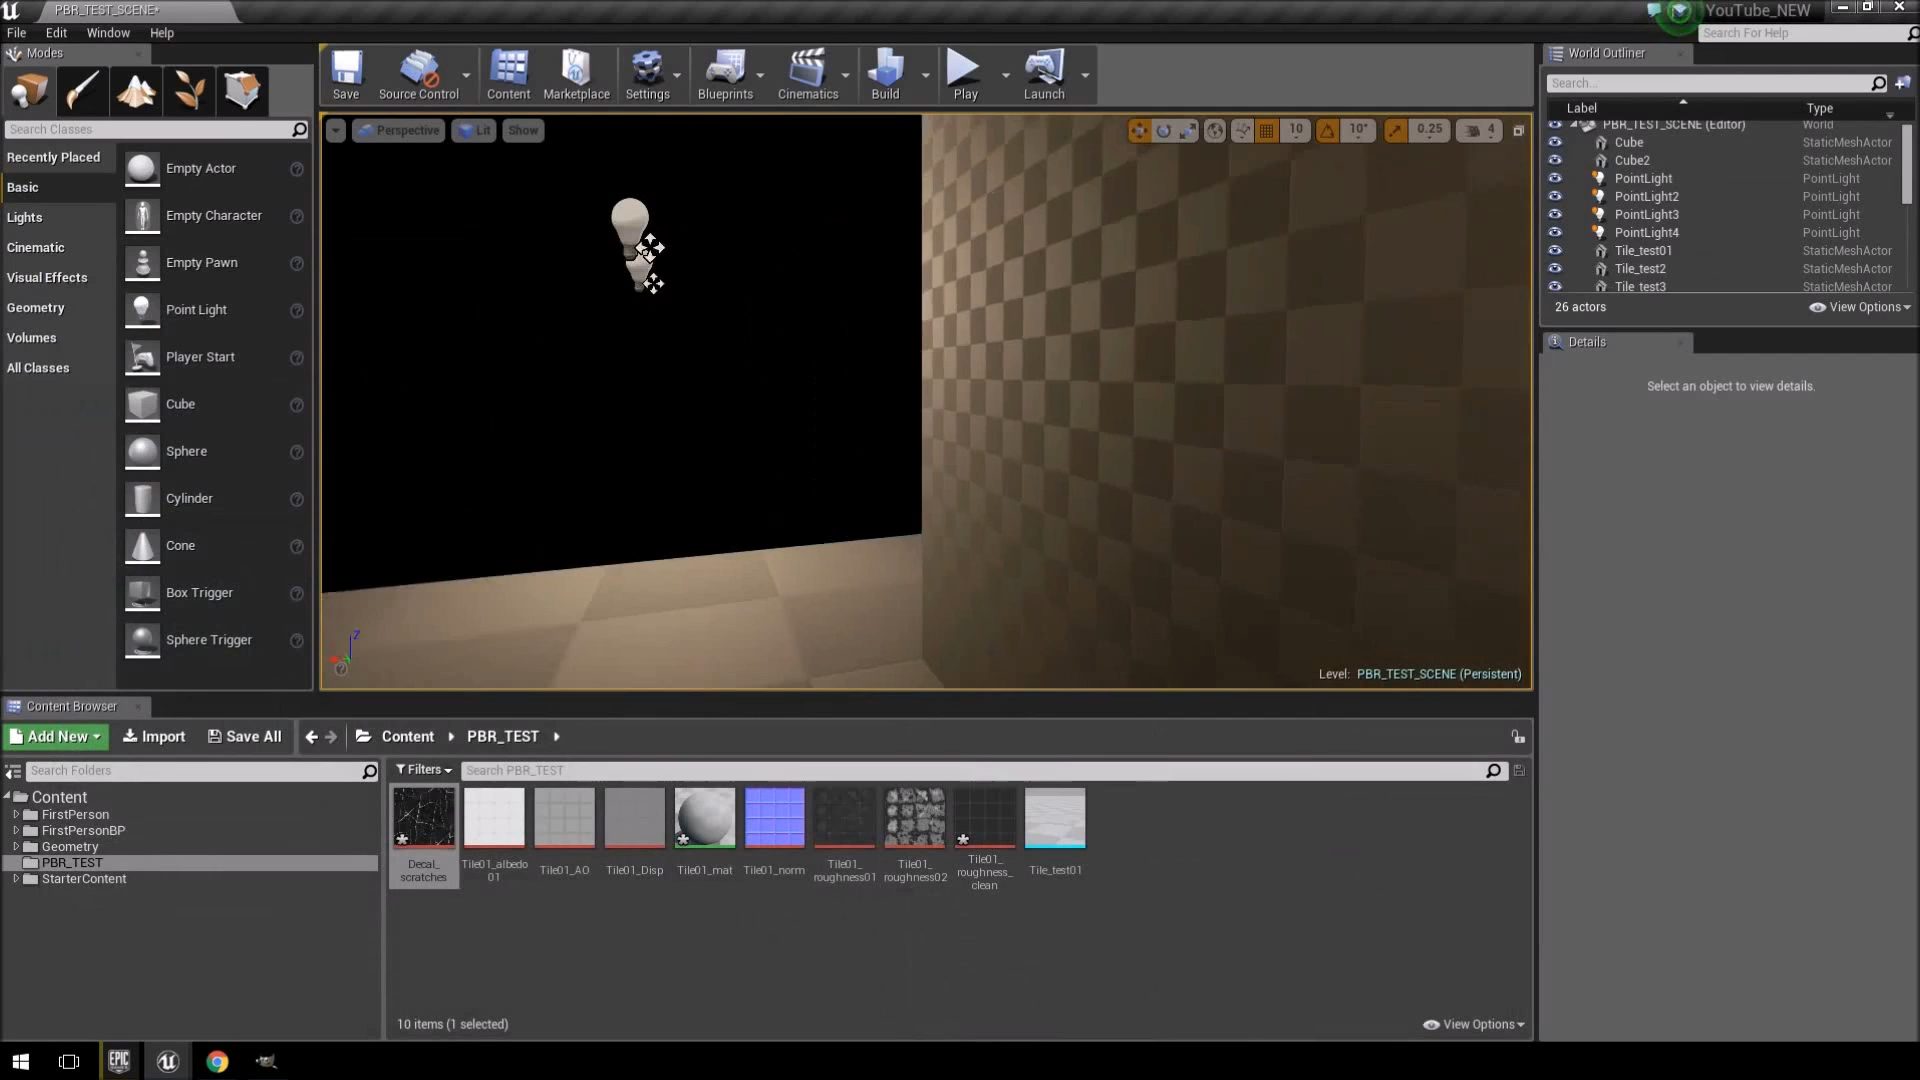 PBR_TEST_SCENE*
YouTube_NEW
File Edit Window Help
Search For Help
Modes
Search Classes
Recently Placed
Basic
Lights
Cinematic
Visual Effects
Geometry
Volumes
All Classes
Empty Actor
Empty Character
Empty Pawn
Point Light
Player Start
Cube
Sphere
Cylinder
Cone
Box Trigger
Sphere Trigger
Save
Source Control
Content
Marketplace
Settings
Blueprints
Cinematics
Build
Play
Launch
Perspective Lit Show
10 10° 0.25 4
Z
Level: PBR_TEST_SCENE (Persistent)
World Outliner
Search...
Label Type
PBR_TEST_SCENE (Editor) World
Cube StaticMeshActor
Cube2 StaticMeshActor
PointLight PointLight
PointLight2 PointLight
PointLight3 PointLight
PointLight4 PointLight
Tile_test01 StaticMeshActor
Tile_test2 StaticMeshActor
Tile_test3 StaticMeshActor
26 actors View Options
Details
Select an object to view details.
Content Browser
Add New Import Save All Content PBR_TEST
Search Folders
Content
FirstPerson
FirstPersonBP
Geometry
PBR_TEST
StarterContent
Filters Search PBR_TEST
Decal_
scratches
Tile01_albedo
01
Tile01_AO
Tile01_Disp
Tile01_mat
Tile01_norm
Tile01_
roughness01
Tile01_
roughness02
Tile01_
roughness_
clean
Tile_test01
10 items (1 selected) View Options
EPIC